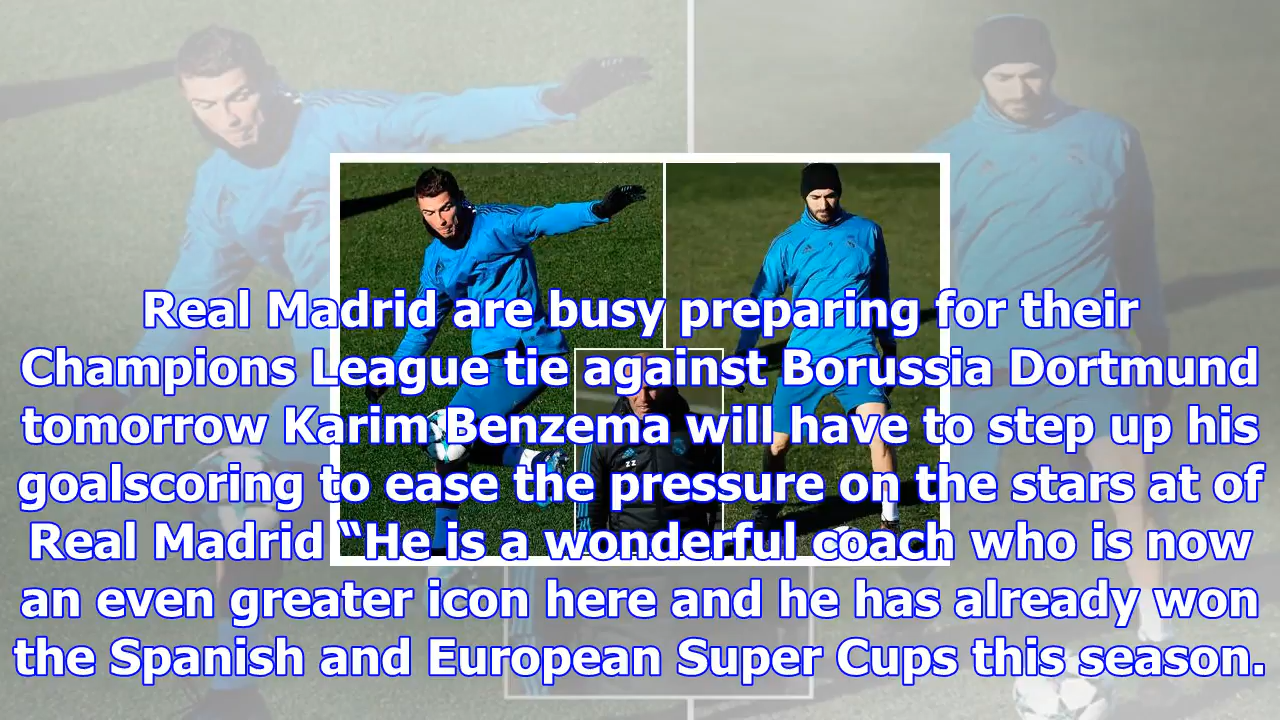 Real Madrid are busy preparing for their
Champions League tie against Borussia Dortmund
tomorrow Karim Benzema will have to step up his
goalscoring to ease the pressure on the stars at of
Real Madrid “He is a wonderful coach who is now
an even greater icon here and he has already won
the Spanish and European Super Cups this season.